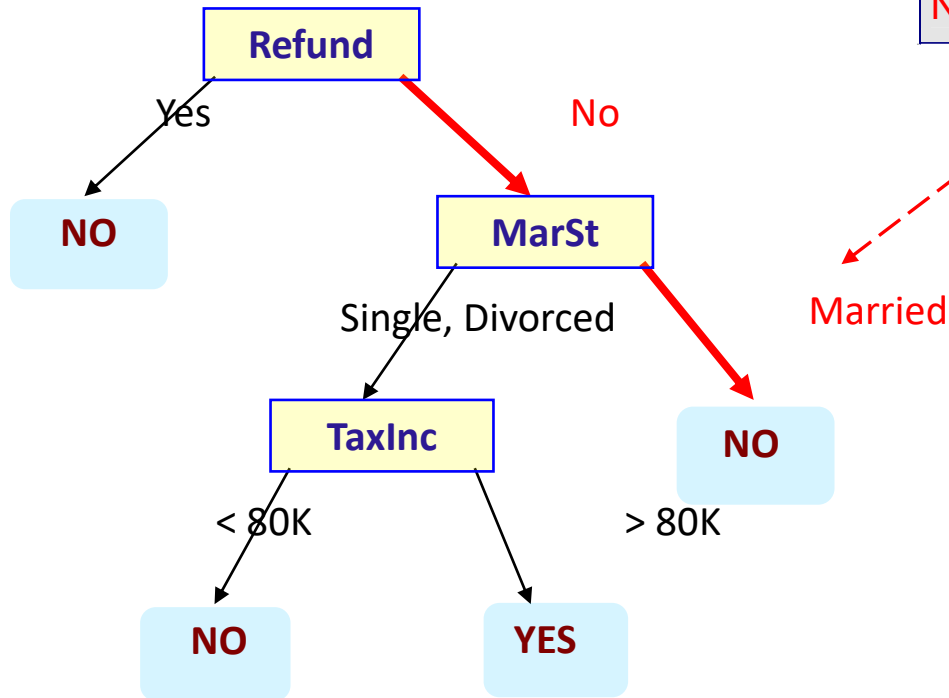 Refund
Yes
No
NO
MarSt
Single, Divorced
Married
TaxInc
NO
< 80K
> 80K
NO
YES